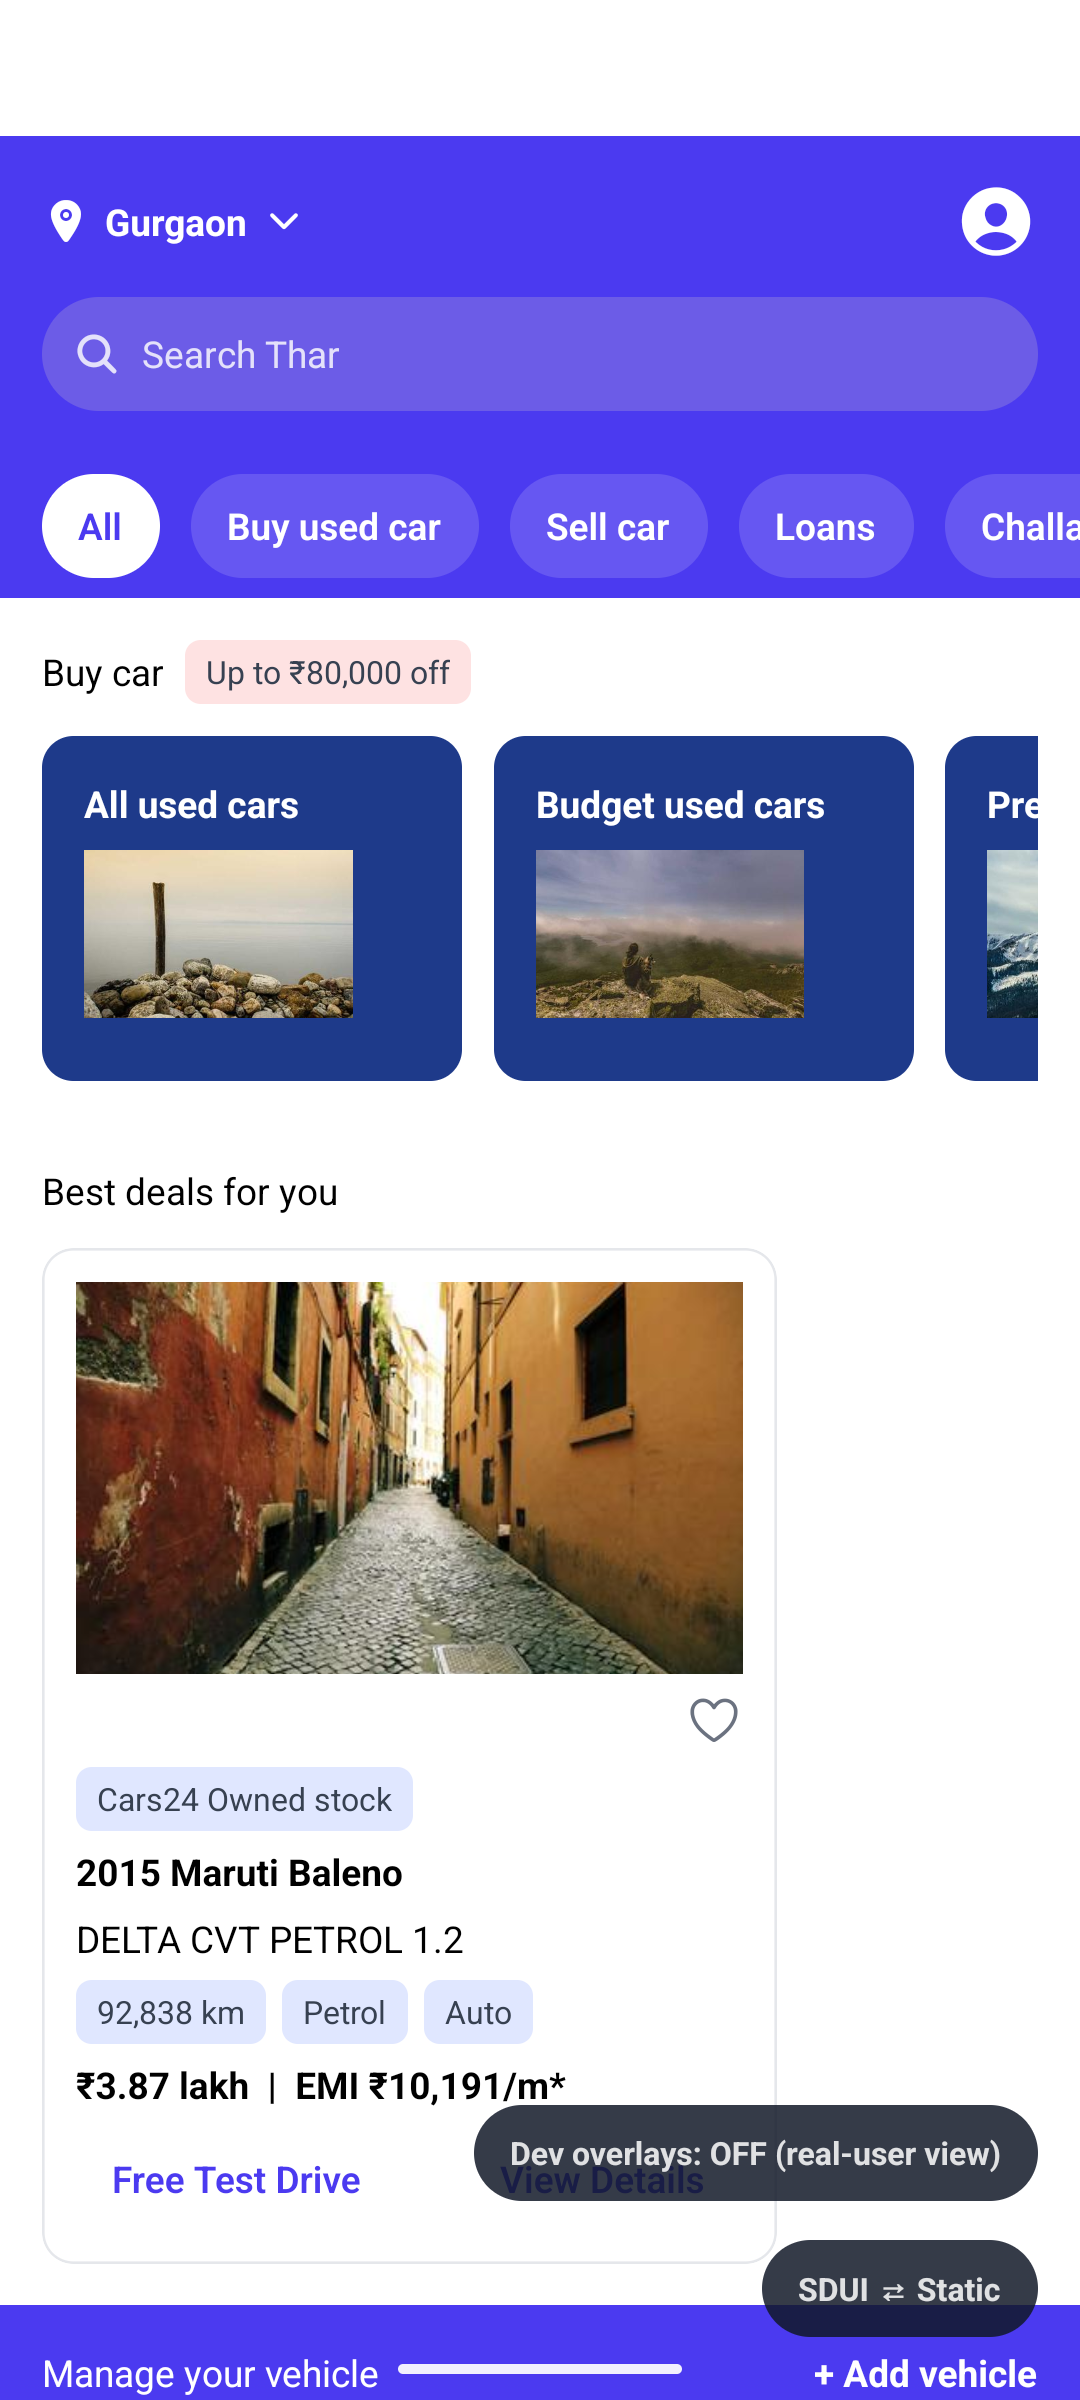 Gurgaon
Search Thar
All
Buy used car
Sell car
Loans
Challa
Buy car
Up to ₹80,000 off
All used cars
Budget used cars
Pre
Best deals for you
Cars24 Owned stock
2015 Maruti Baleno
DELTA CVT PETROL 1.2
92,838 km
Petrol
Auto
₹3.87 lakh | EMI ₹10,191/m*
Dev overlays: OFF (real-user view)
Free Test Drive
View Details
SDUI ⇄ Static
Manage your vehicle
+ Add vehicle